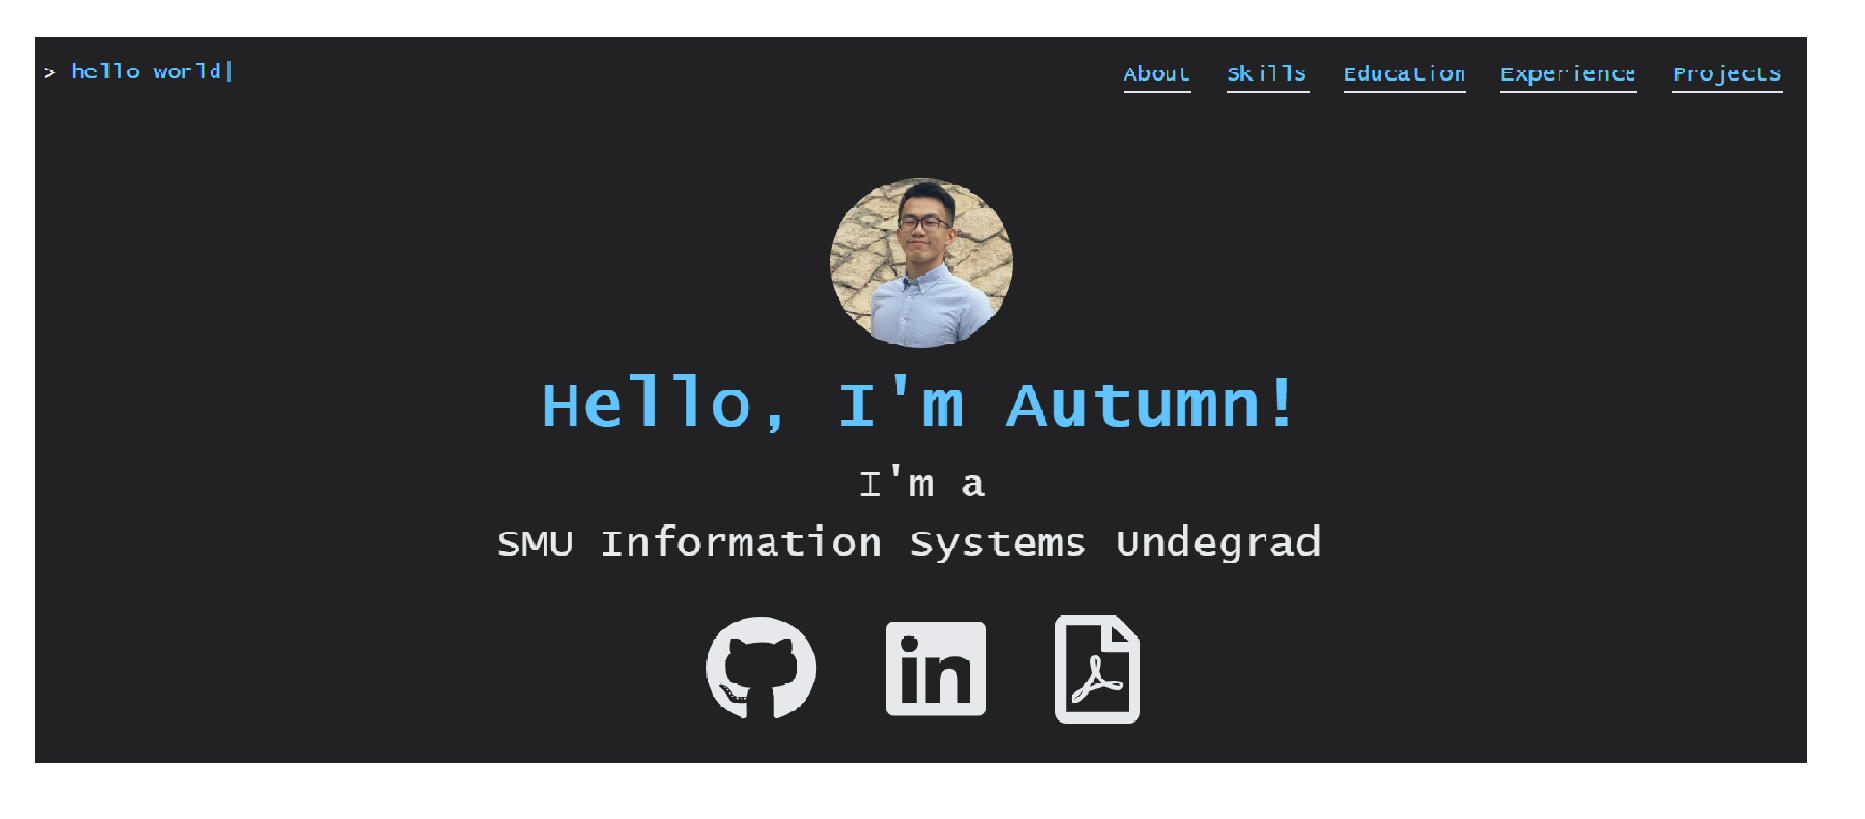 > hello world
About Skills Education Experience Projects
Hello, I'm Autumn!
I'm a
SMU Information Systems Undegrad
in